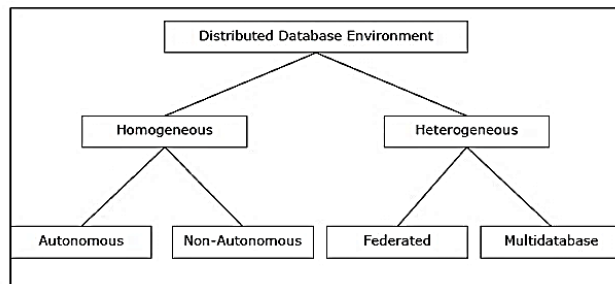 Distributed Database Environment
Homogeneous
Heterogeneous
Autonomous
Non-Autonomous
Federated
Multidatabase